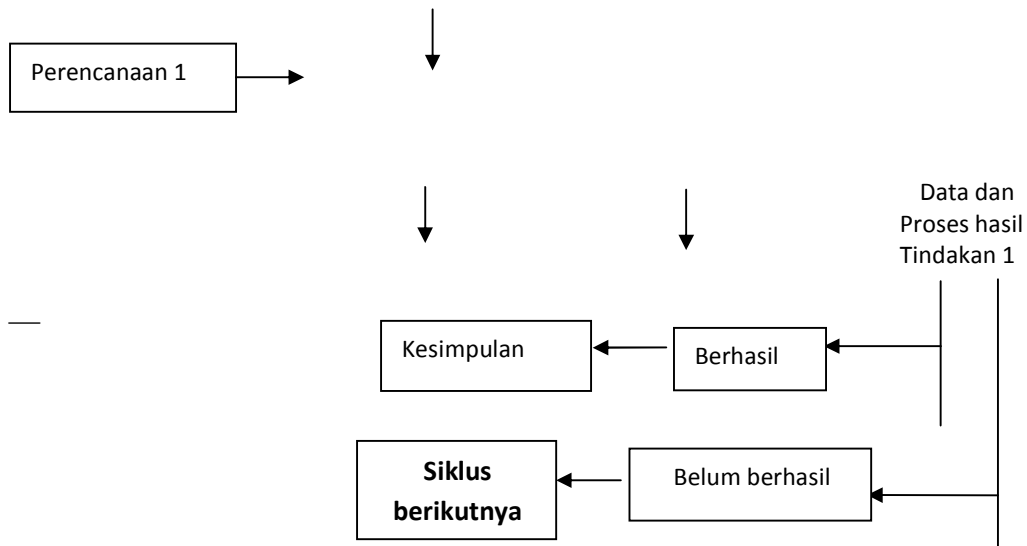 Perencanaan 1
Data dan
Proses hasil
Tindakan 1
Kesimpulan
Berhasil
Siklus
berikutnya
Belum berhasil